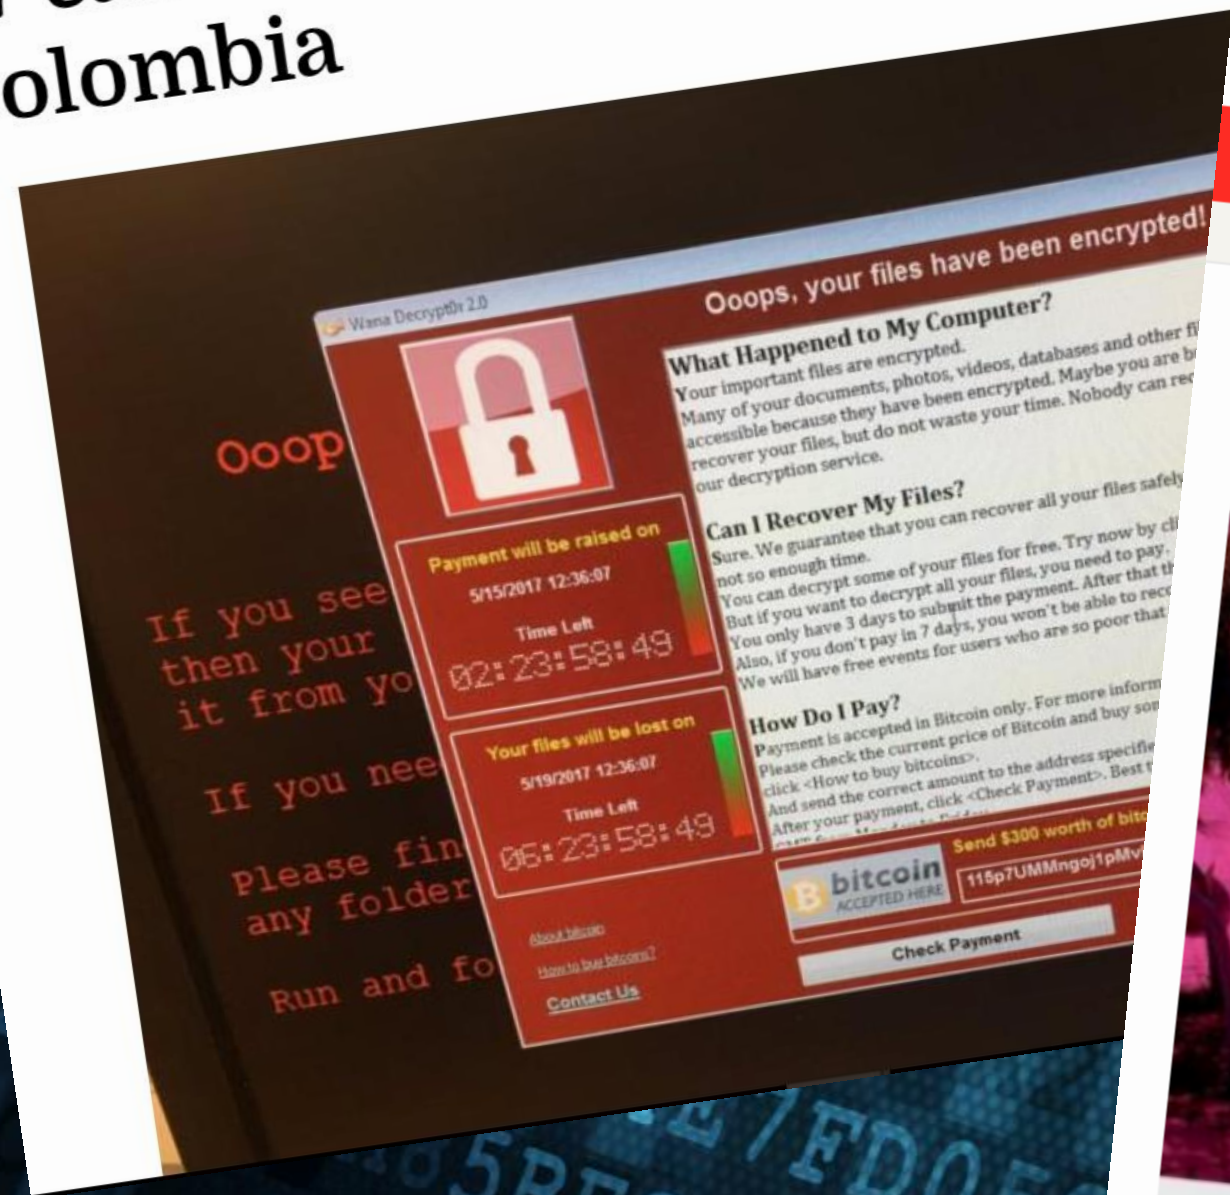 olombia
Wana Decrypt0r 2.0
Ooops, your files have been encrypted!
What Happened to My Computer?
Your important files are encrypted.
Many of your documents, photos, videos, databases and other fi
accessible because they have been encrypted. Maybe you are b
recover your files, but do not waste your time. Nobody can rec
our decryption service.
Can I Recover My Files?
Sure. We guarantee that you can recover all your files safely
not so enough time.
You can decrypt some of your files for free. Try now by cli
But if you want to decrypt all your files, you need to pay.
You only have 3 days to submit the payment. After that th
Also, if you don't pay in 7 days, you won't be able to reco
We will have free events for users who are so poor that
How Do I Pay?
Payment is accepted in Bitcoin only. For more inform
Please check the current price of Bitcoin and buy som
click <How to buy bitcoins>.
And send the correct amount to the address specifie
After your payment, click <Check Payment>. Best t
Payment will be raised on
5/15/2017 12:36:07
Time Left
02:23:58:49
Your files will be lost on
5/19/2017 12:36:07
Time Left
06:23:58:49
About bitcoin
How to buy bitcoins?
Contact Us
bitcoin
ACCEPTED HERE
Send $300 worth of bitc
115p7UMMngoj1pMv
Check Payment
Ooop
If you see
then your
it from yo
If you nee
Please fin
any folder
Run and fo
7FD0